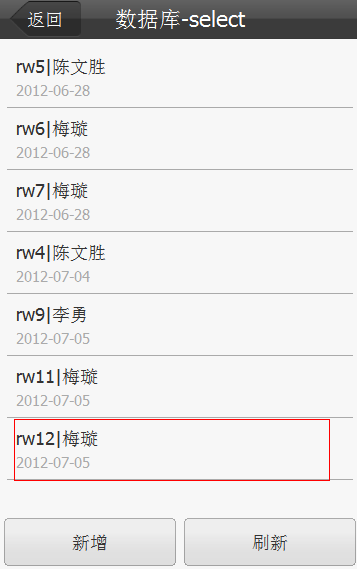 返回
数据库-select
rw5|陈文胜
2012-06-28
rw6|梅璇
2012-06-28
rw7|梅璇
2012-06-28
rw4|陈文胜
2012-07-04
rw9|李勇
2012-07-05
rw11|梅璇
2012-07-05
rw12|梅璇
2012-07-05
新增
刷新